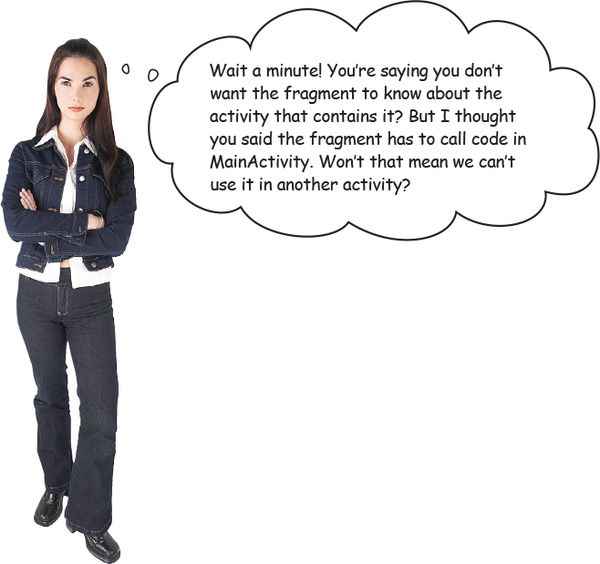 Wait a minute! You're saying you don't
want the fragment to know about the
activity that contains it? But I thought
you said the fragment has to call code in
MainActivity. Won't that mean we can't
use it in another activity?